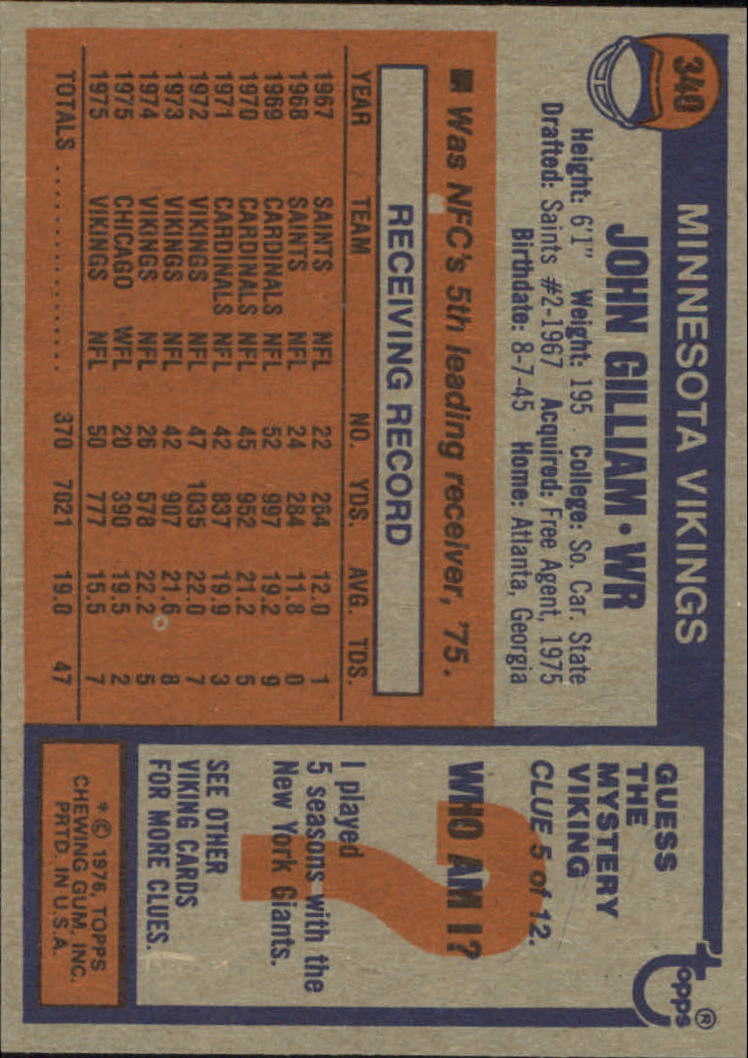 340
MINNESOTA VIKINGS
JOHN GILLIAM • WR
Height: 6'1" Weight: 195 College: So. Car. State
Drafted: Saints #2-1967 Acquired: Free Agent, 1975
Birthdate: 8-7-45 Home: Atlanta, Georgia
■ Was NFC's 5th leading receiver, '75.
RECEIVING RECORD
YEAR TEAM NO. YDS. AVG. TDS.
1967 SAINTS NFL 22 264 12.0 1
1968 SAINTS NFL 24 284 11.8 0
1969 CARDINALS NFL 52 997 19.2 9
1970 CARDINALS NFL 45 952 21.2 5
1971 CARDINALS NFL 42 837 19.9 3
1972 VIKINGS NFL 47 1035 22.0 7
1973 VIKINGS NFL 42 907 21.6 8
1974 VIKINGS NFL 26 578 22.2 5
1975 CHICAGO WFL 20 390 19.5 2
1975 VIKINGS NFL 50 777 15.5 7
TOTALS .................. 370 7021 19.0 47
topps®
GUESS
THE
MYSTERY
VIKING
CLUE 5 of 12.
?
WHO AM I?
I played
5 seasons with the
New York Giants.
SEE OTHER
VIKING CARDS
FOR MORE CLUES.
* © 1976, TOPPS
CHEWING GUM, INC.
PRTD. IN U.S.A.